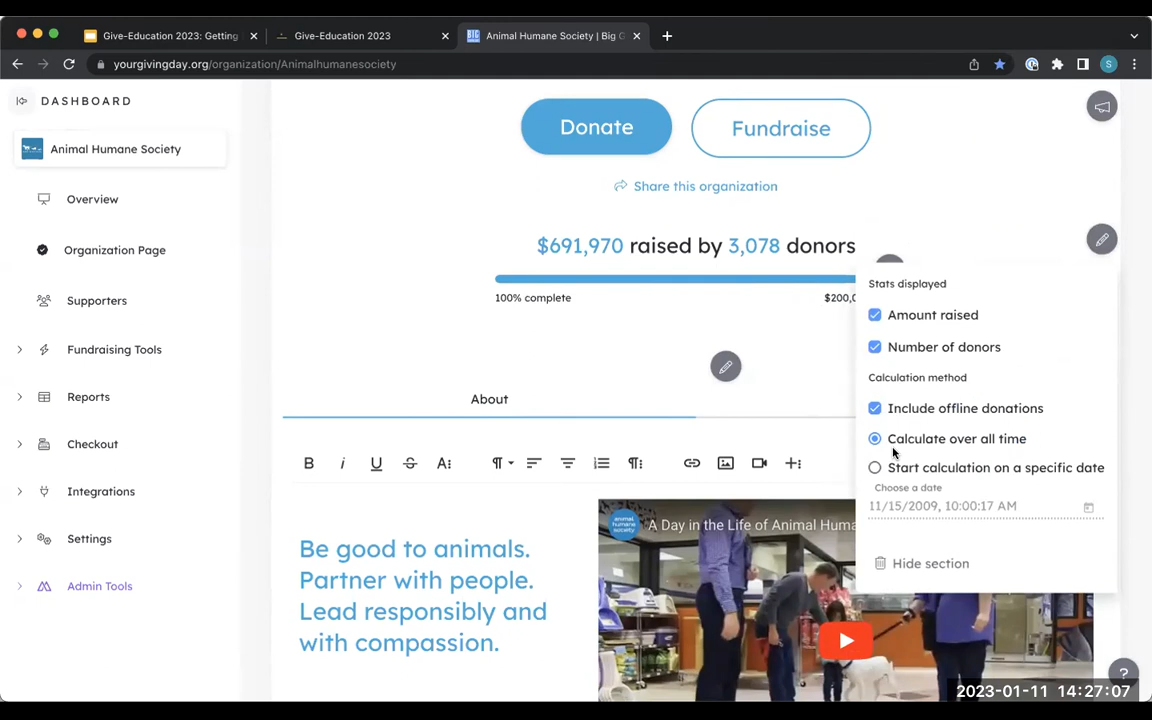 Give-Education 2023: Getting
Give-Education 2023
BIG
Animal Humane Society | Big G
yourgivingday.org/organization/Animalhumanesociety
S
DASHBOARD
Animal Humane Society
Overview
Organization Page
Supporters
Fundraising Tools
Reports
Checkout
Integrations
Settings
Admin Tools
Donate
Fundraise
Share this organization
$691,970 raised by 3,078 donors
100% complete
$200,0
About
B i U S A
Be good to animals.
Partner with people.
Lead responsibly and
with compassion.
animal
humane
society
A Day in the Life of Animal Huma
Stats displayed
Amount raised
Number of donors
Calculation method
Include offline donations
Calculate over all time
Start calculation on a specific date
Choose a date
11/15/2009, 10:00:17 AM
Hide section
?
2023-01-11 14:27:07